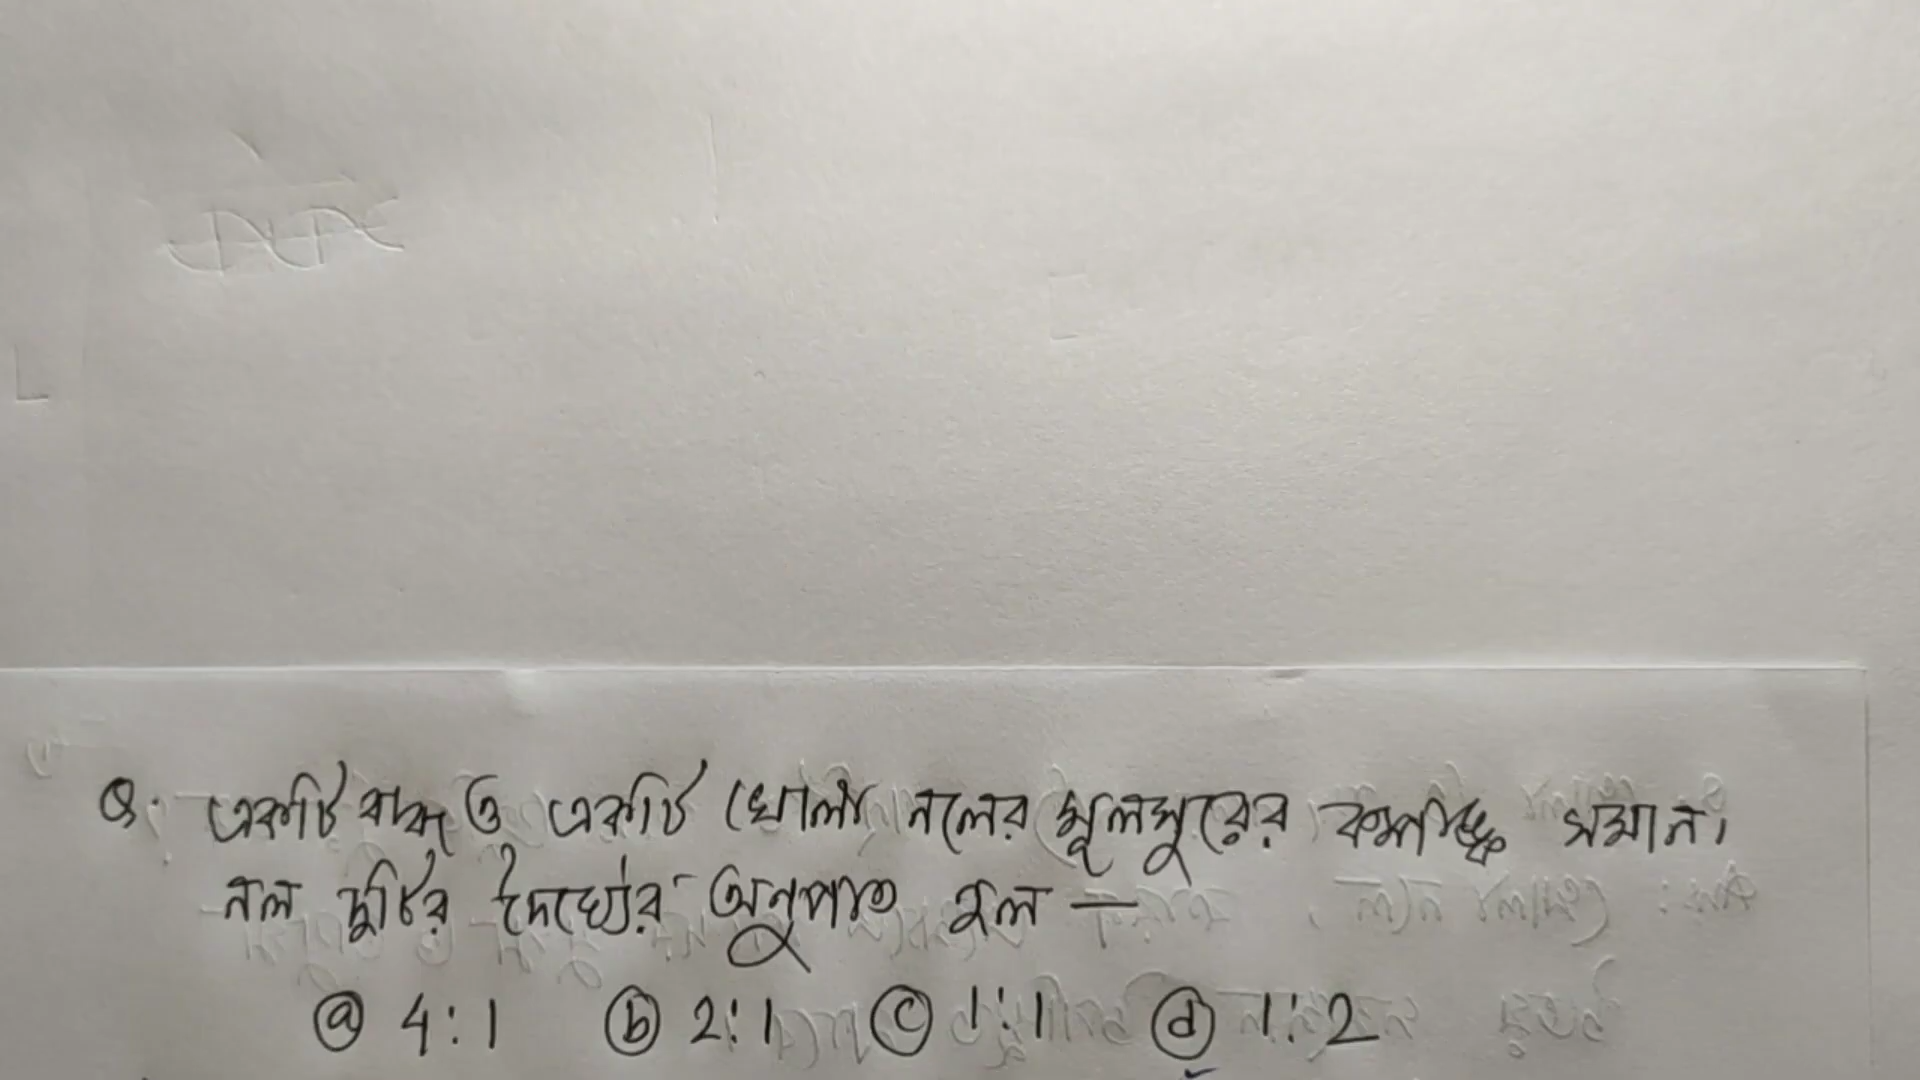 Q. একটি বদ্ধ ও একটি খোলা নলের মূলসুরের কম্পাঙ্ক সমান।
নল দুটির দৈর্ঘ্যের অনুপাত হল —
ⓐ 4:1 ⓑ 2:1 ⓒ 1:1 ⓓ 1:2